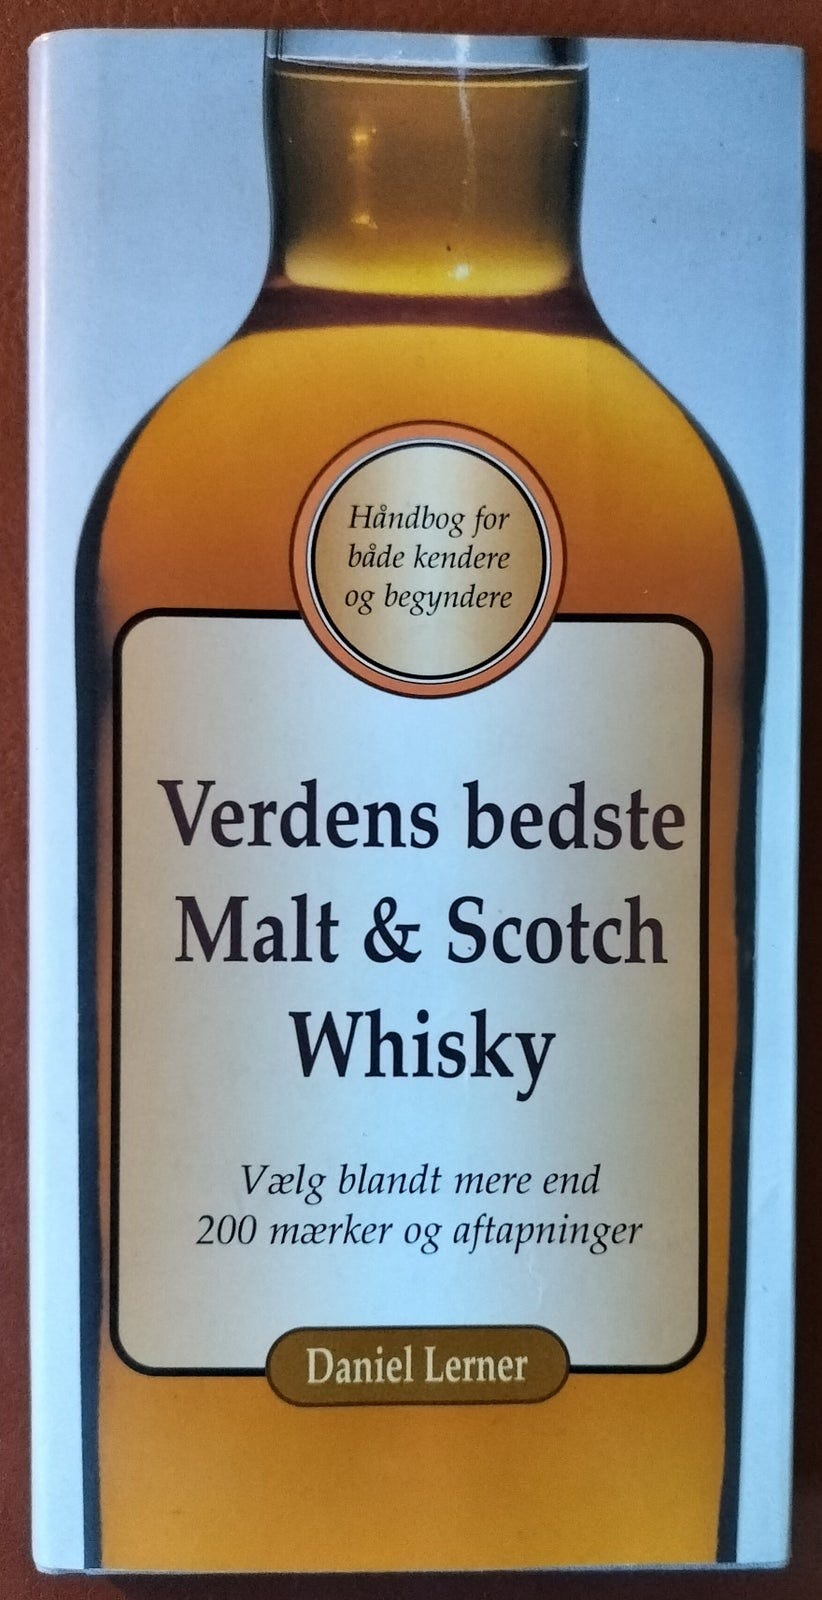 Håndbog for
både kendere
og begyndere
Verdens bedste
Malt & Scotch
Whisky
Vælg blandt mere end
200 mærker og aftapninger
Daniel Lerner